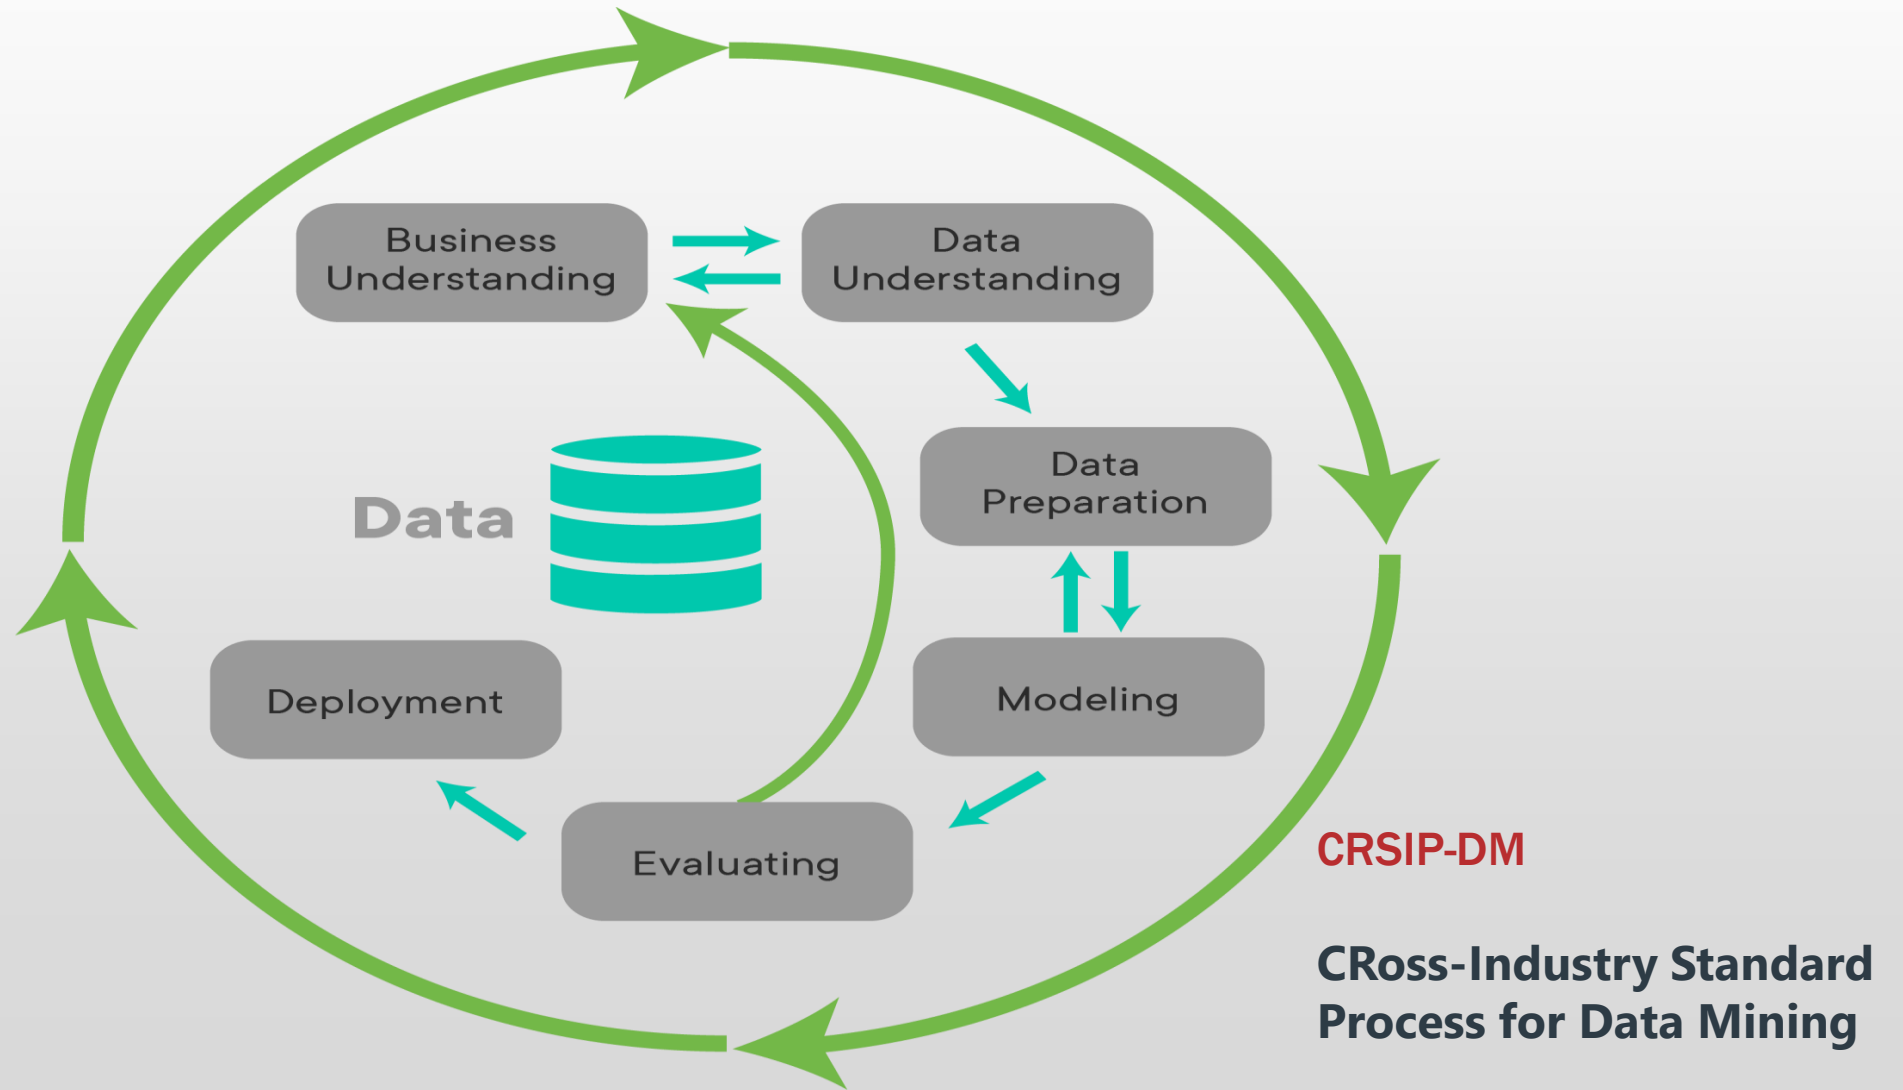 Business
Understanding
Data
Understanding
Data
Preparation
Data
Modeling
Deployment
Evaluating
CRSIP-DM
CRoss-Industry Standard
Process for Data Mining